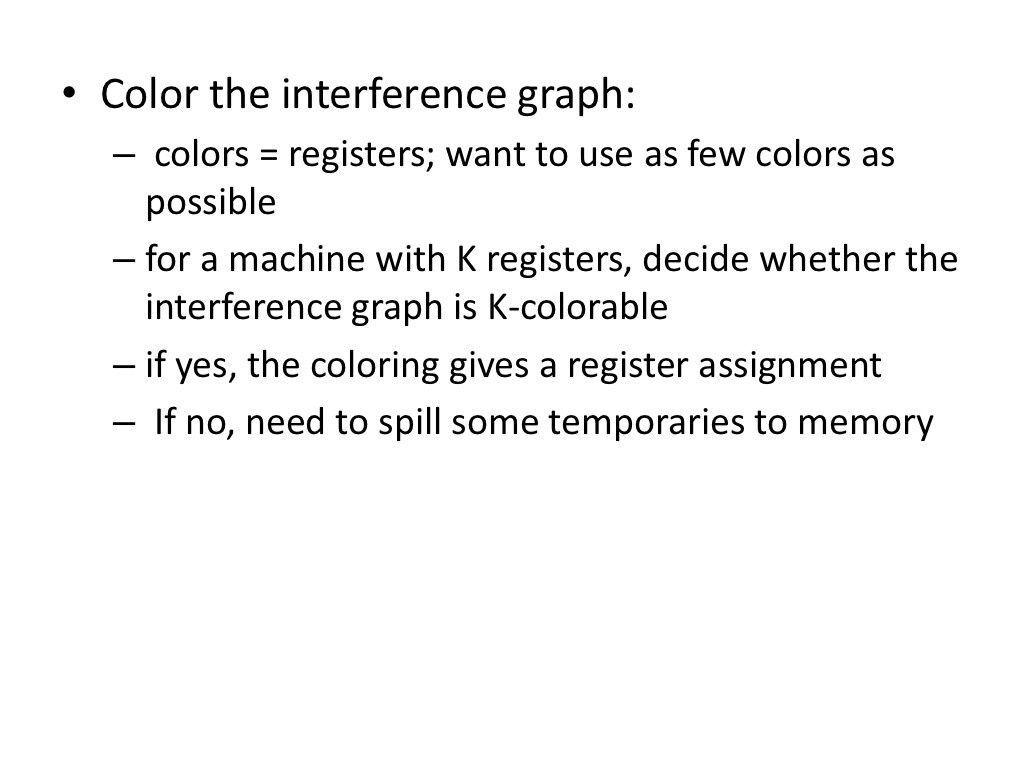 • Color the interference graph:
– colors = registers; want to use as few colors as
possible
– for a machine with K registers, decide whether the
interference graph is K-colorable
– if yes, the coloring gives a register assignment
– If no, need to spill some temporaries to memory